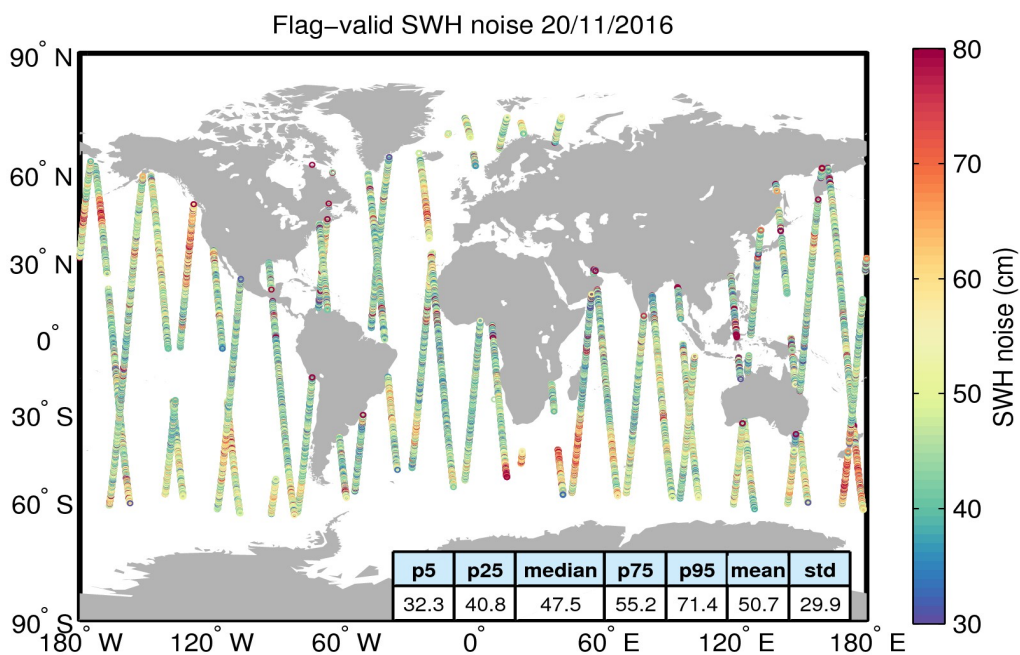 Flag−valid SWH noise 20/11/2016
90° N
60° N
30° N
0°
30° S
60° S
90° S
180° W 120° W 60° W 0° 60° E 120° E 180° E
p5 p25 median p75 p95 mean std
32.3 40.8 47.5 55.2 71.4 50.7 29.9
80
70
60
50
40
30
SWH noise (cm)